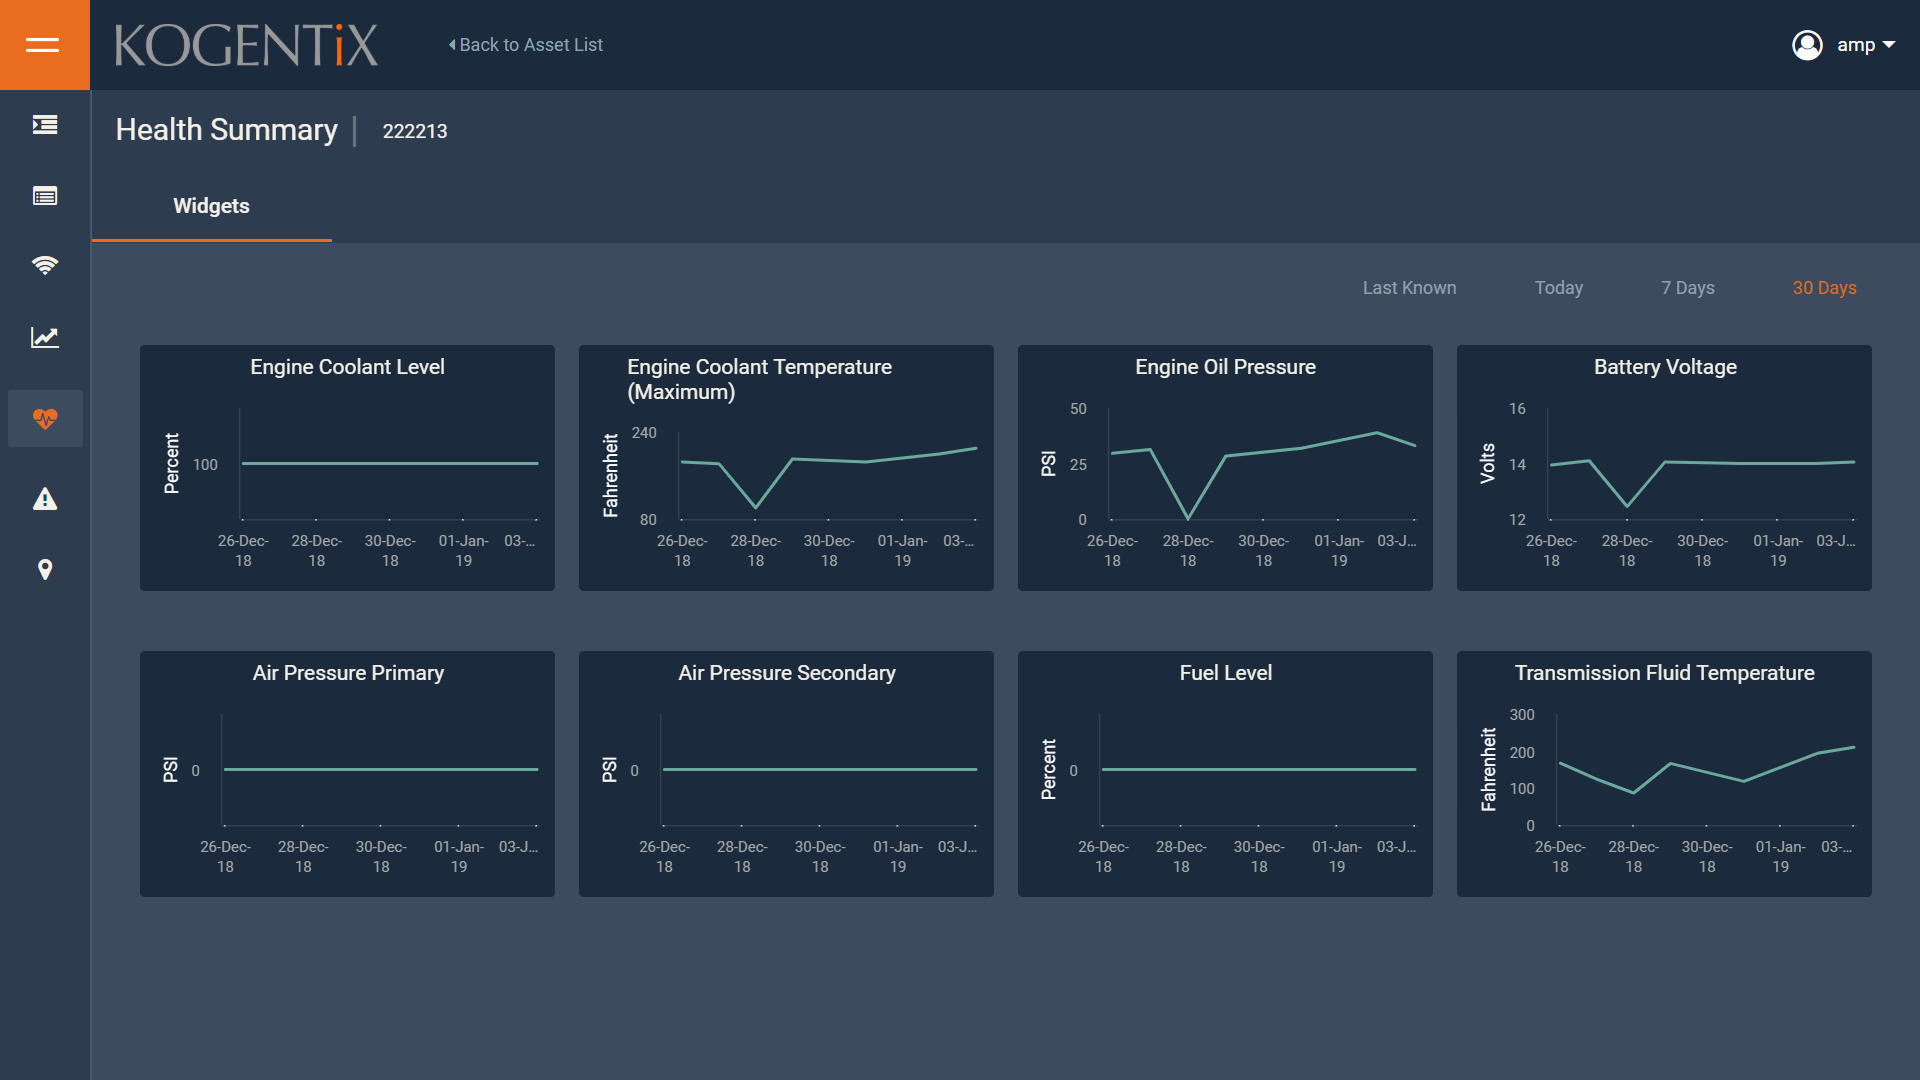 KOGENTiX
Back to Asset List
amp
Health Summary
222213
Widgets
Last Known
Today
7 Days
30 Days
Engine Coolant Level
Percent
100
26-Dec-
18
28-Dec-
18
30-Dec-
18
01-Jan-
19
03-...
Engine Coolant Temperature
(Maximum)
Fahrenheit
240
80
26-Dec-
18
28-Dec-
18
30-Dec-
18
01-Jan-
19
03-...
Engine Oil Pressure
PSI
50
25
0
26-Dec-
18
28-Dec-
18
30-Dec-
18
01-Jan-
19
03-J...
Battery Voltage
Volts
16
14
12
26-Dec-
18
28-Dec-
18
30-Dec-
18
01-Jan-
19
03-J...
Air Pressure Primary
PSI
0
26-Dec-
18
28-Dec-
18
30-Dec-
18
01-Jan-
19
03-J...
Air Pressure Secondary
PSI
0
26-Dec-
18
28-Dec-
18
30-Dec-
18
01-Jan-
19
03-J...
Fuel Level
Percent
0
26-Dec-
18
28-Dec-
18
30-Dec-
18
01-Jan-
19
03-J...
Transmission Fluid Temperature
Fahrenheit
300
200
100
0
26-Dec-
18
28-Dec-
18
30-Dec-
18
01-Jan-
19
03-...